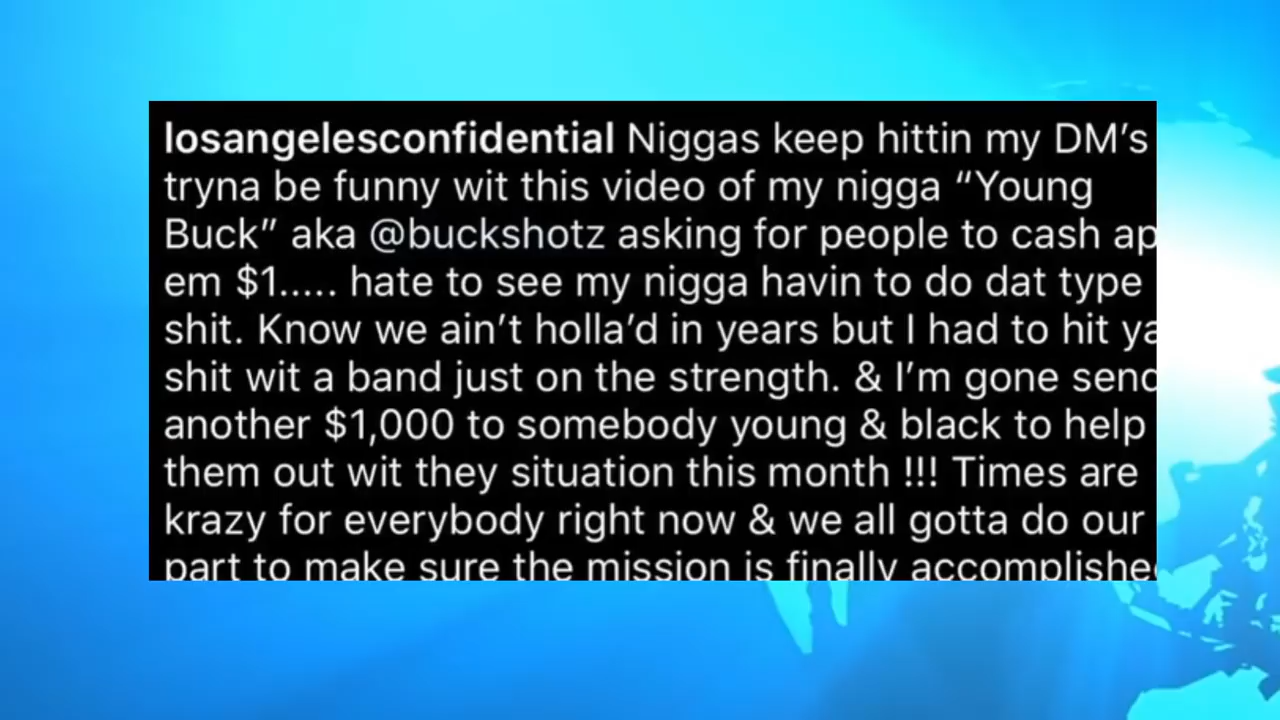 losangelesconfidential Niggas keep hittin my DM's
tryna be funny wit this video of my nigga “Young
Buck” aka @buckshotz asking for people to cash ap
em $1..... hate to see my nigga havin to do dat type
shit. Know we ain't holla'd in years but I had to hit ya
shit wit a band just on the strength. & I'm gone send
another $1,000 to somebody young & black to help
them out wit they situation this month !!! Times are
krazy for everybody right now & we all gotta do our
part to make sure the mission is finally accomplishe